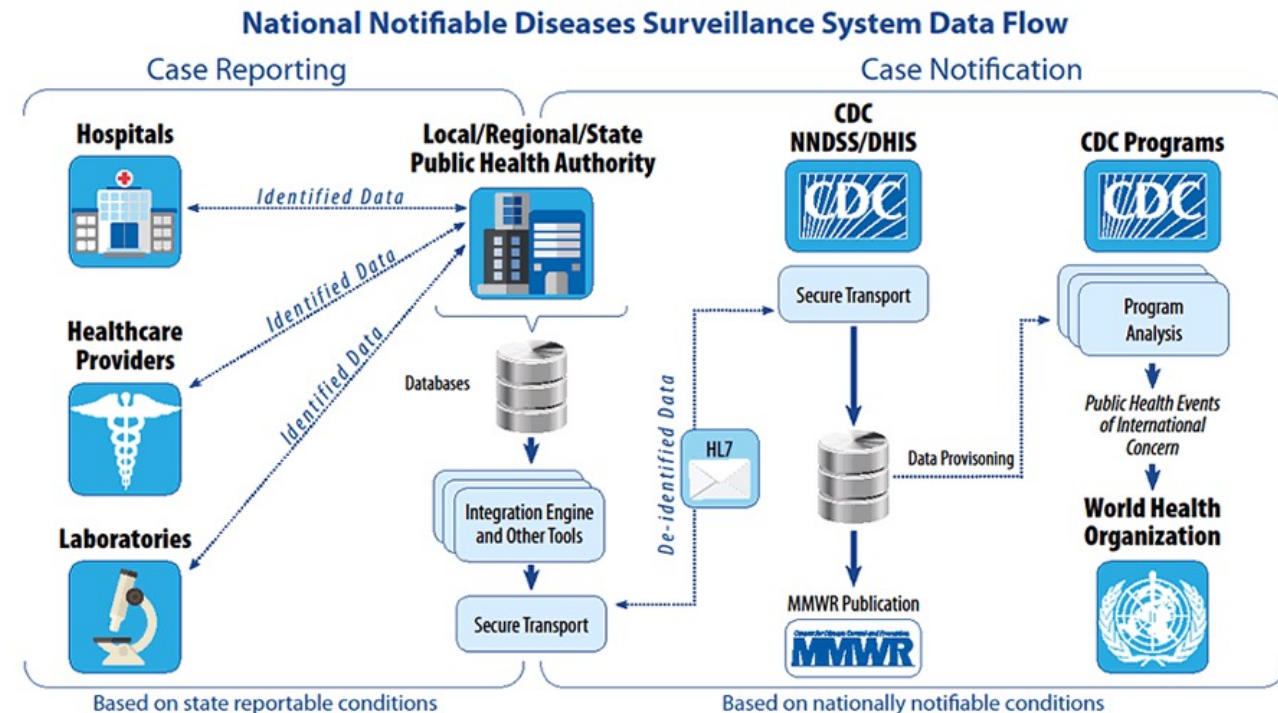 National Notifiable Diseases Surveillance System Data Flow
Case Reporting
Case Notification
Hospitals
Local/Regional/State
Public Health Authority
Identified Data
Healthcare
Providers
Identified Data
Laboratories
Identified Data
Databases
Integration Engine
and Other Tools
Secure Transport
De-identified Data
HL7
CDC
NNDSS/DHIS
CDC
Secure Transport
Data Provisoning
MMWR Publication
MMWR
CDC Programs
CDC
Program
Analysis
Public Health Events
of International
Concern
World Health
Organization
Based on state reportable conditions
Based on nationally notifiable conditions